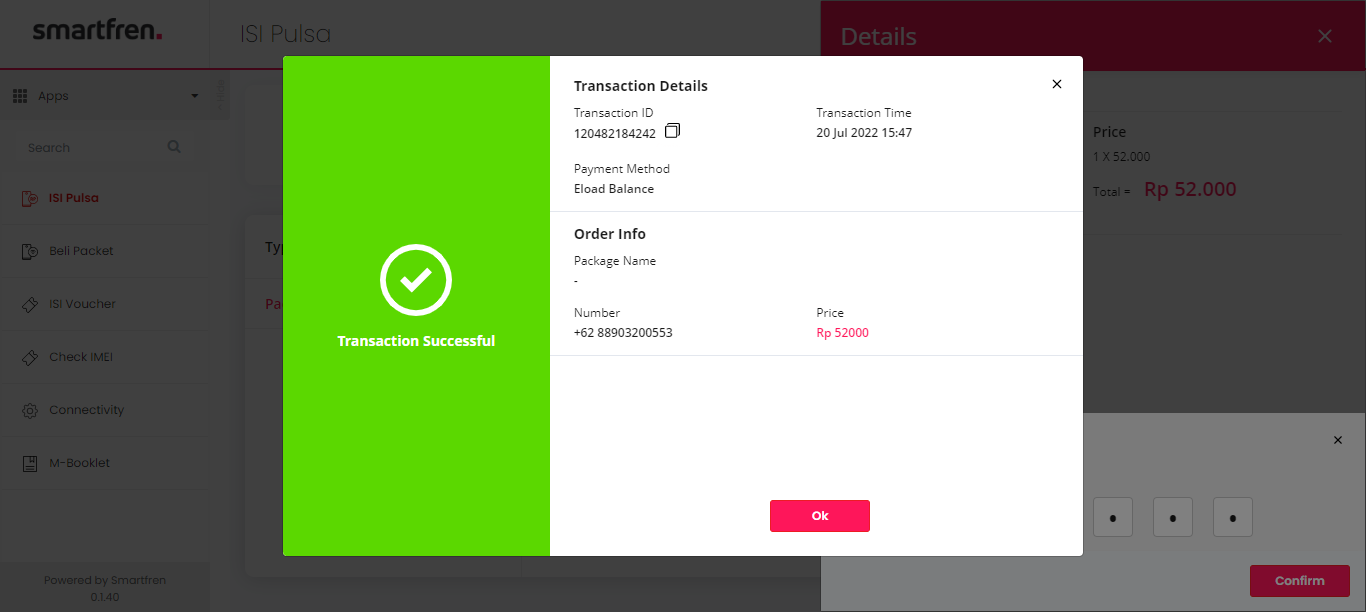 smartfren.
ISI Pulsa
Details
Apps
Search
ISI Pulsa
Beli Packet
ISI Voucher
Check IMEI
Connectivity
M-Booklet
Powered by Smartfren
0.1.40
Transaction Successful
Transaction Details
Transaction ID
Transaction Time
120482184242
20 Jul 2022 15:47
Payment Method
Eload Balance
Order Info
Package Name
-
Number
Price
+62 88903200553
Rp 52000
Ok
Price
1 X 52.000
Total = Rp 52.000
Confirm